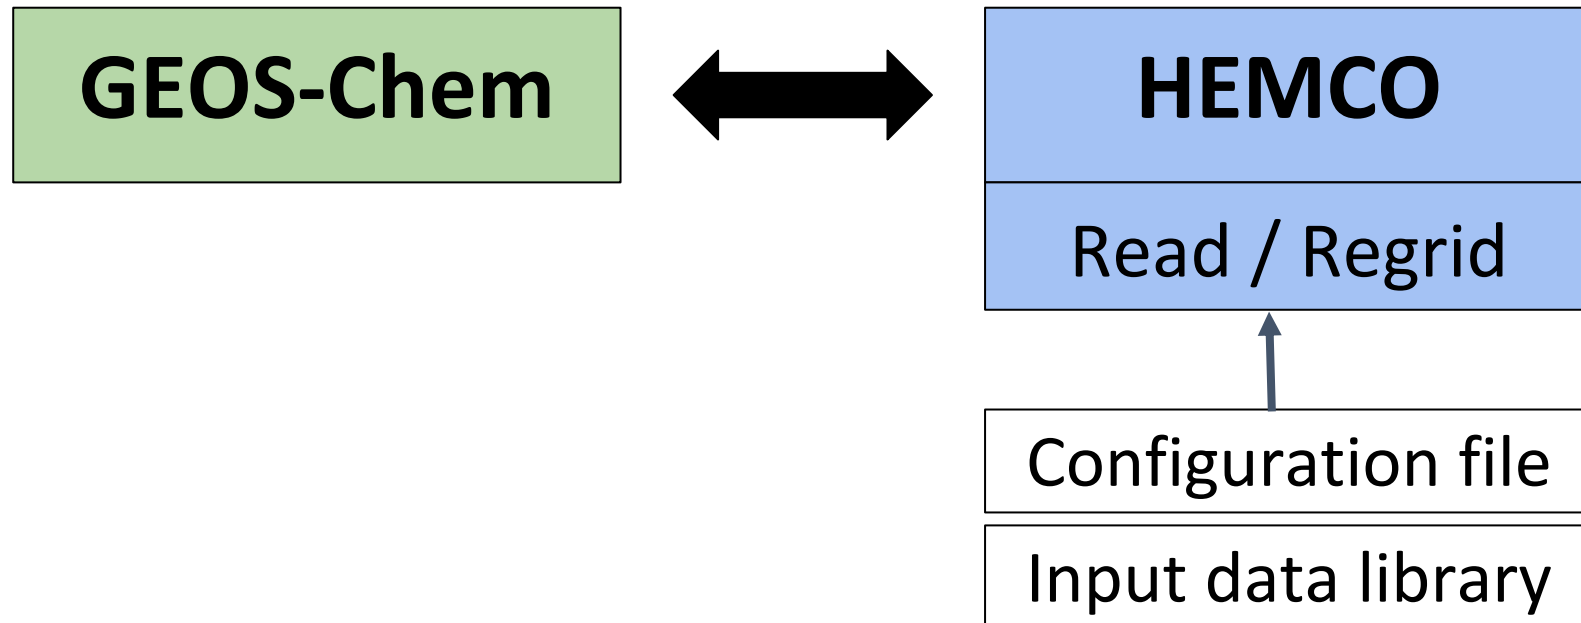 GEOS-Chem
HEMCO
Read / Regrid
Configuration file
Input data library